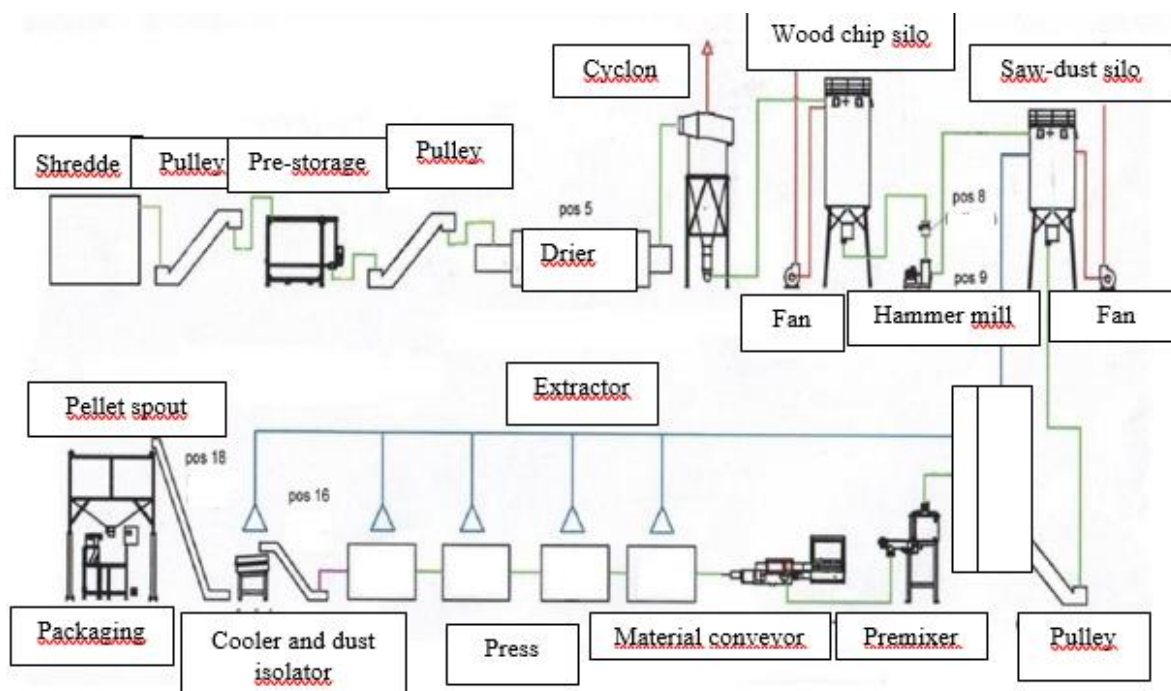 Wood chip silo
Cyclon
Saw-dust silo
Shredde
Pulley
Pre-storage
Pulley
pos 5
pos 8
Drier
pos 9
Fan
Hammer mill
Fan
Extractor
Pellet spout
pos 18
pos 16
Packaging
Cooler and dust
isolator
Press
Material conveyor
Premixer
Pulley